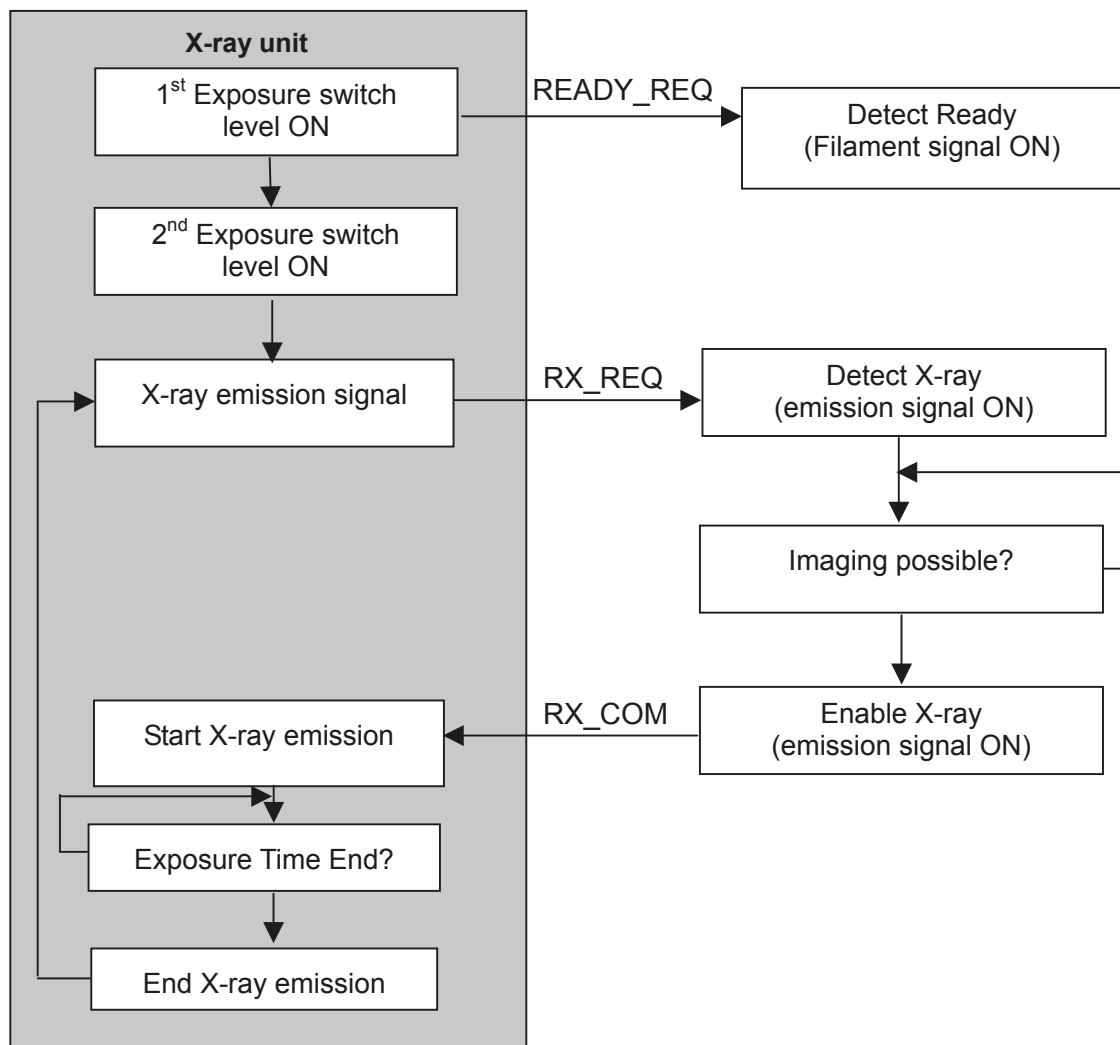 X-ray unit
1st Exposure switch
level ON
READY_REQ
Detect Ready
(Filament signal ON)
2nd Exposure switch
level ON
X-ray emission signal
RX_REQ
Detect X-ray
(emission signal ON)
Imaging possible?
Start X-ray emission
RX_COM
Enable X-ray
(emission signal ON)
Exposure Time End?
End X-ray emission